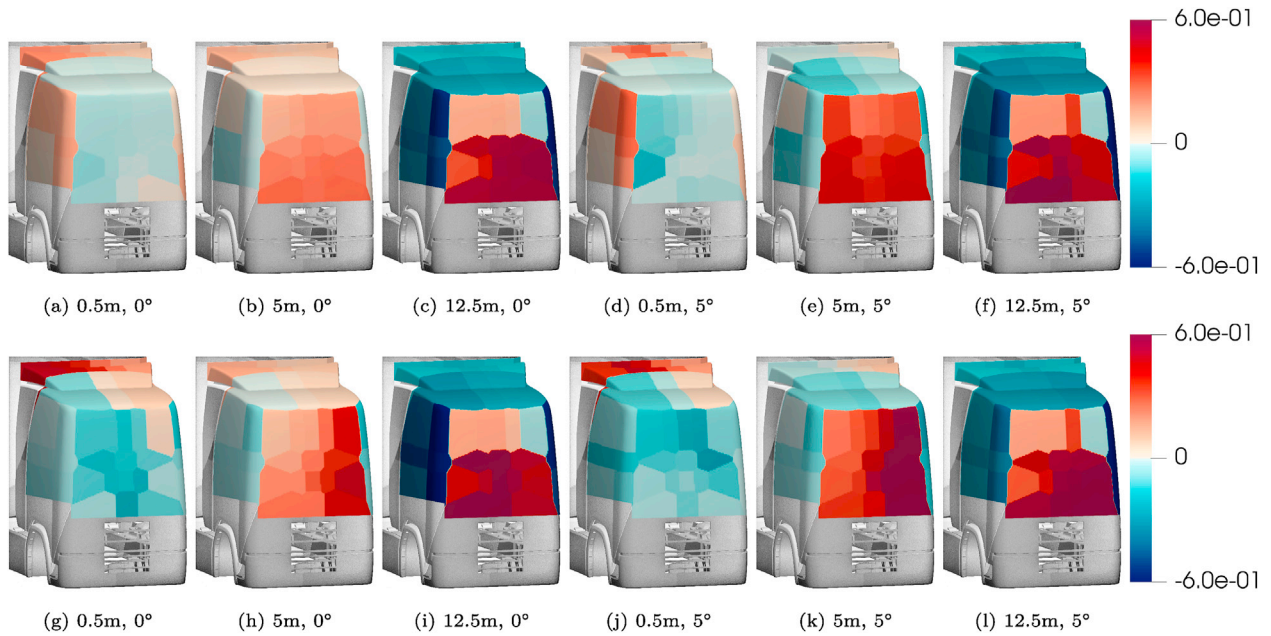 6.0e-01
0
-6.0e-01
(a) 0.5m, 0° (b) 5m, 0° (c) 12.5m, 0° (d) 0.5m, 5° (e) 5m, 5° (f) 12.5m, 5°
6.0e-01
0
-6.0e-01
(g) 0.5m, 0° (h) 5m, 0° (i) 12.5m, 0° (j) 0.5m, 5° (k) 5m, 5° (l) 12.5m, 5°